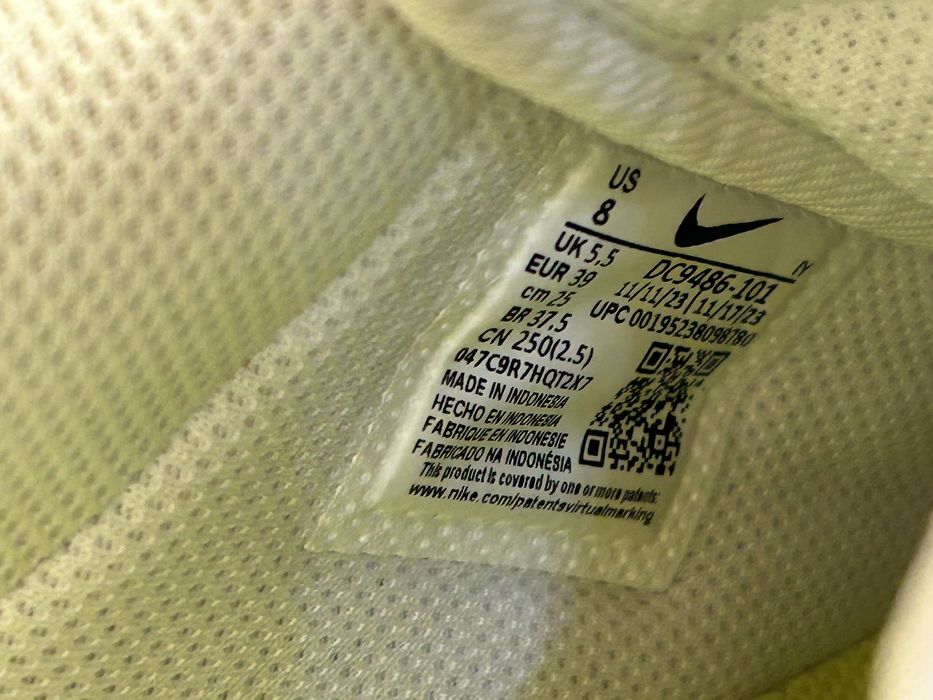 US
8
UK 5,5
EUR 39
cm 25
BR 37,5
CN 250(2.5)
IY
DC9486-101
11/11/23 | 11/17/23
UPC 00195238098780
047C9R7HQT2X7
MADE IN INDONESIA
HECHO EN INDONESIA
FABRIQUE EN INDONESIE
FABRICADO NA INDONÉSIA
This product is covered by one or more patents:
www.nike.com/patentsvirtualmarking